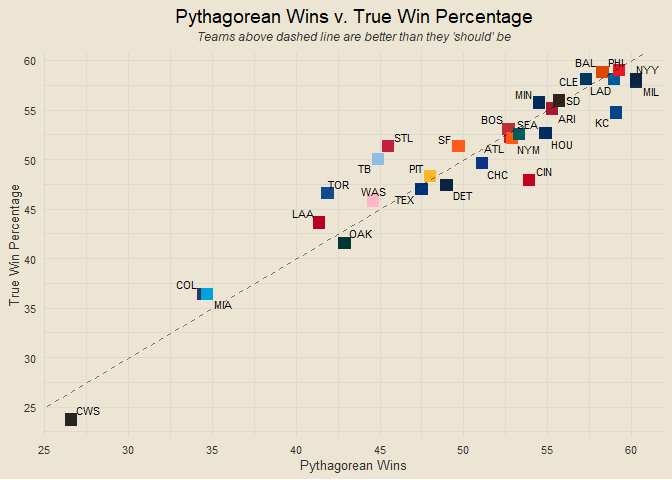 Pythagorean Wins v. True Win Percentage
Teams above dashed line are better than they 'should' be
60
BAL PHI NYY
CLE LAD MIL
MIN SD
55
ARI
KC
BOS SEA
STL SF ATL NYM HOU
50
TB PIT CHC CIN
TOR WAS TEX DET
45
LAA
OAK
40
COL
MIA
35
30
CWS
25
25 30 35 40 45 50 55 60
Pythagorean Wins
True Win Percentage